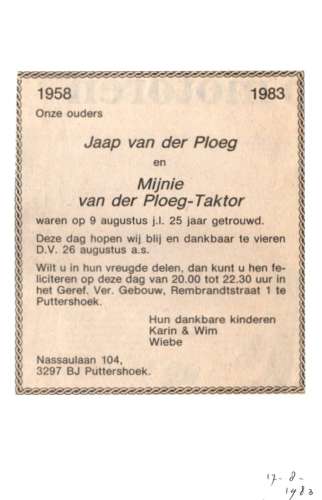 1958 1983
Onze ouders
Jaap van der Ploeg
en
Mijnie
van der Ploeg-Taktor
waren op 9 augustus j.l. 25 jaar getrouwd.
Deze dag hopen wij blij en dankbaar te vieren
D.V. 26 augustus a.s.
Wilt u in hun vreugde delen, dan kunt u hen fe-
liciteren op deze dag van 20.00 tot 22.30 uur in
het Geref. Ver. Gebouw, Rembrandtstraat 1 te
Puttershoek.
Hun dankbare kinderen
Karin & Wim
Wiebe
Nassaulaan 104,
3297 BJ Puttershoek.
17-8-
1983